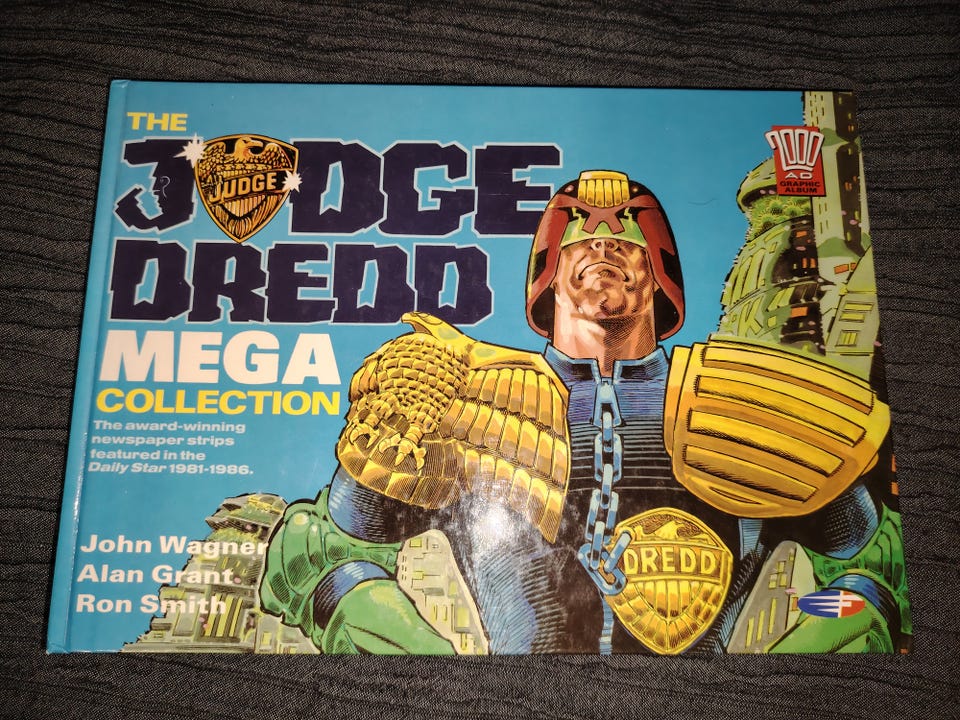 THE
JUDGE
JUDGE
DREDD
MEGA
COLLECTION
The award-winning
newspaper strips
featured in the
Daily Star 1981-1986.
John Wagner
Alan Grant
Ron Smith
2000
AD
GRAPHIC
ALBUM
DREDD